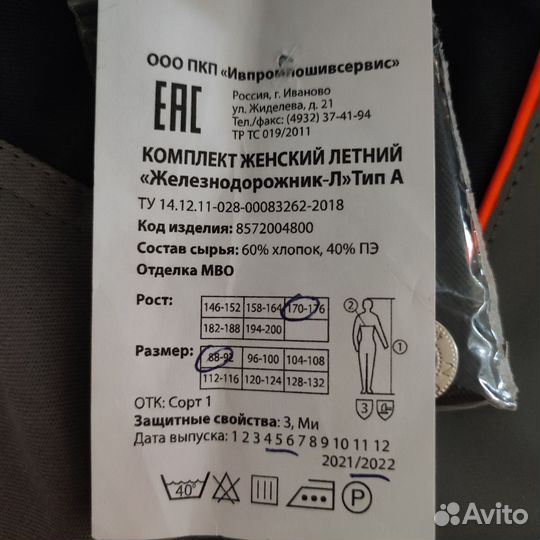 ООО ПКП «Ивпромпошивсервис»
EAC
Россия, г. Иваново
ул. Жиделева, д. 21
Тел./факс: (4932) 37-41-94
ТР ТС 019/2011
КОМПЛЕКТ ЖЕНСКИЙ ЛЕТНИЙ
«Железнодорожник-Л»Тип А
ТУ 14.12.11-028-00083262-2018
Код изделия: 8572004800
Состав сырья: 60% хлопок, 40% ПЭ
Отделка МВО
Рост:
146-152 158-164 170-176
182-188 194-200
2
1
Размер:
88-92 96-100 104-108
112-116 120-124 128-132
З
ОТК: Сорт 1
Защитные свойства: З, Ми
Дата выпуска: 1 2 3 4 5 6 7 8 9 10 11 12
2021/2022
40°
P
Avito